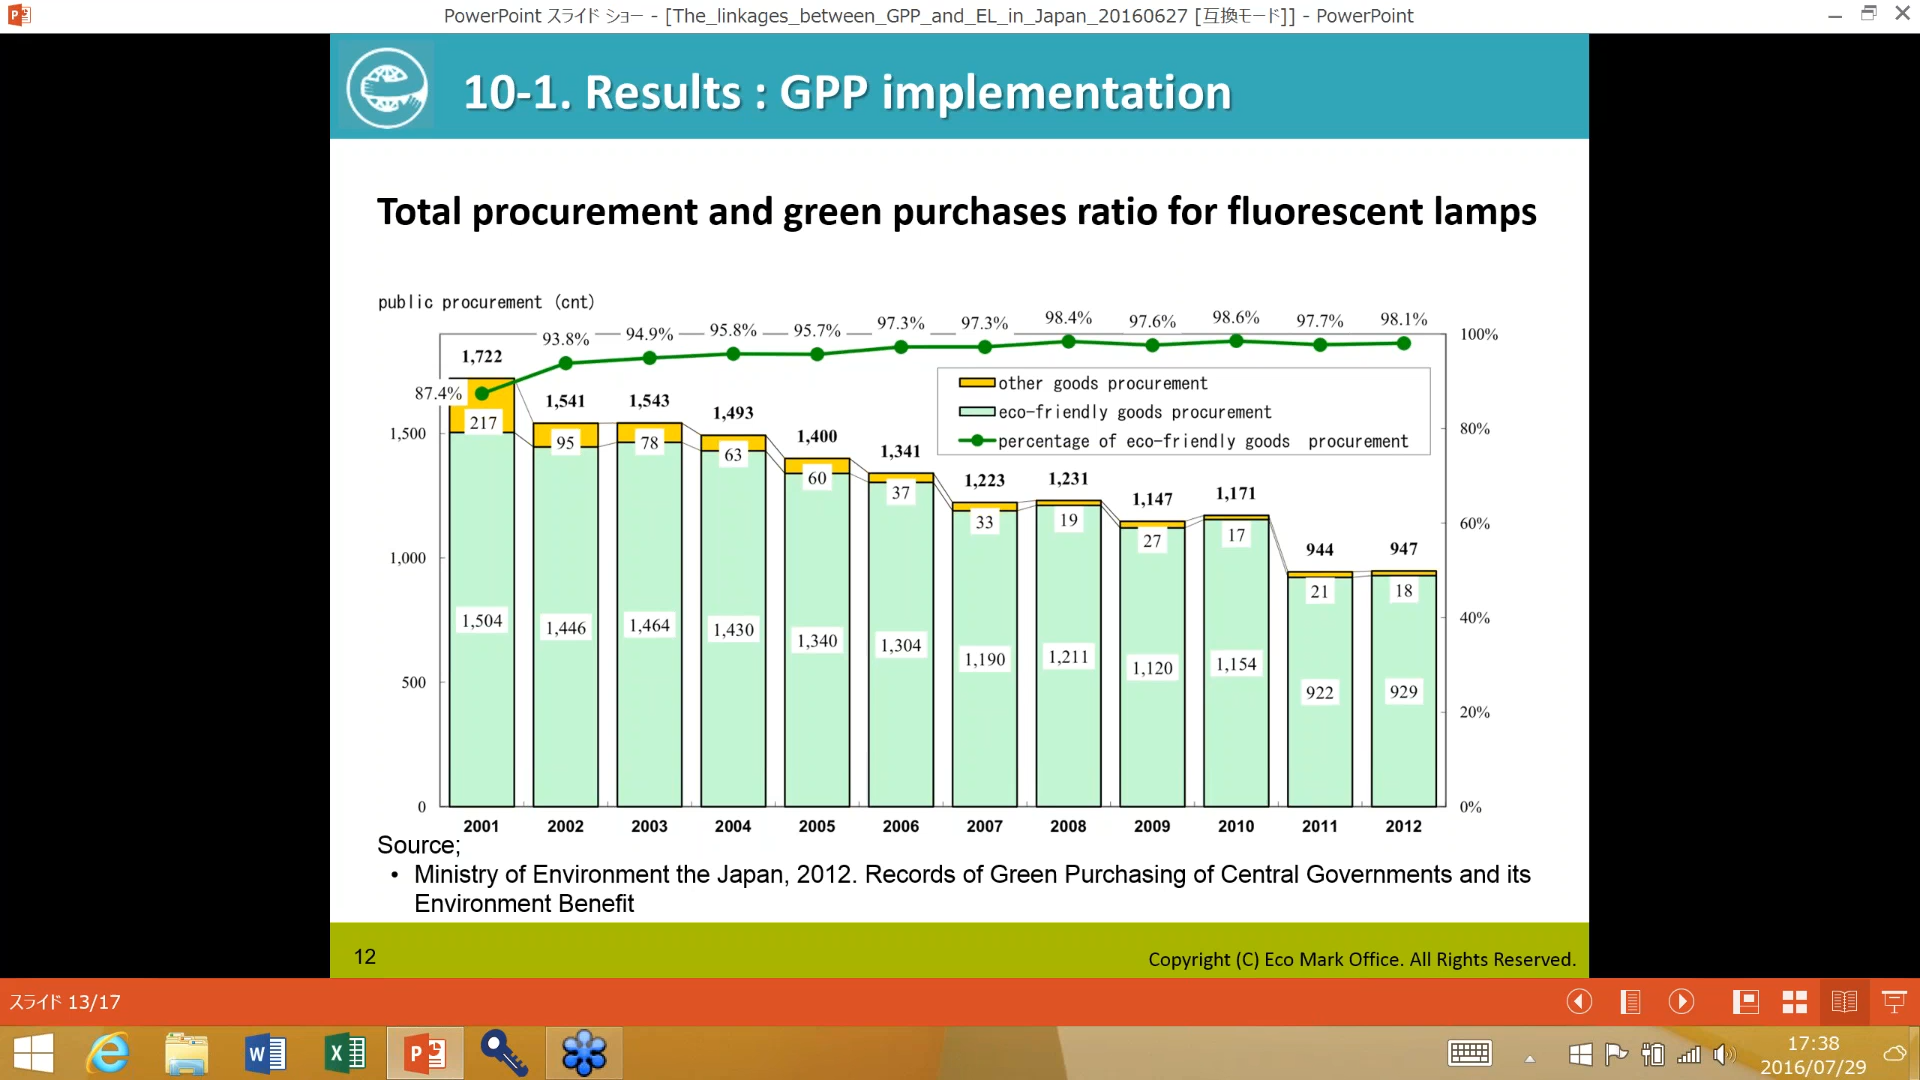 PowerPoint スライド ショー - [The_linkages_between_GPP_and_EL_in_Japan_20160627 [互換モード]] - PowerPoint
10-1. Results : GPP implementation
Total procurement and green purchases ratio for fluorescent lamps
public procurement (cnt)
87.4% 93.8% 94.9% 95.8% 95.7% 97.3% 97.3% 98.4% 97.6% 98.6% 97.7% 98.1%
100%
80%
60%
40%
20%
0%
1,500
1,000
500
0
other goods procurement
eco-friendly goods procurement
percentage of eco-friendly goods procurement
1,722 1,541 1,543 1,493 1,400 1,341 1,223 1,231 1,147 1,171 944 947
217 95 78 63 60 37 33 19 27 17 21 18
1,504 1,446 1,464 1,430 1,340 1,304 1,190 1,211 1,120 1,154 922 929
2001 2002 2003 2004 2005 2006 2007 2008 2009 2010 2011 2012
Source;
• Ministry of Environment the Japan, 2012. Records of Green Purchasing of Central Governments and its
Environment Benefit
12
Copyright (C) Eco Mark Office. All Rights Reserved.
スライド 13/17
17:38
2016/07/29